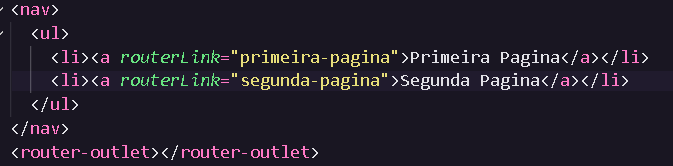 <nav>
<ul>
<li><a routerLink="primeira-pagina">Primeira Pagina</a></li>
<li><a routerLink="segunda-pagina">Segunda Pagina</a></li>
</ul>
</nav>
<router-outlet></router-outlet>